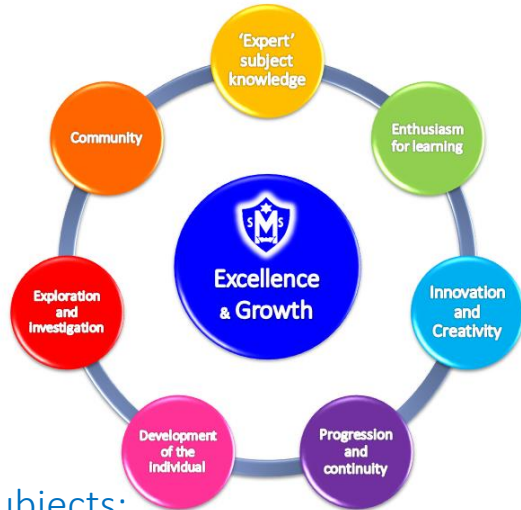 'Expert'
subject
knowledge
Enthusiasm
for learning
Innovation
and
Creativity
Progression
and
continuity
Development
of the
individual
Exploration
and
investigation
Community
S M S
Excellence
& Growth